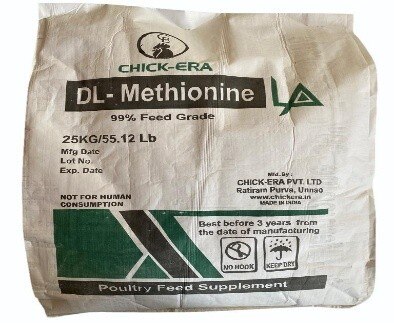 CHICK-ERA
DL- Methionine
99% Feed Grade
25KG/55.12 Lb
Mfg Date
Lot No.
Exp. Date
Mfd.By:
CHICK-ERA PVT. LTD
Ratiram Purva, Unnao
www.chickera.in
MADE IN INDIA
NOT FOR HUMAN
CONSUMPTION
Best before 3 years from
the date of manufacturing
NO HOOK
KEEP DRY
Poultry Feed Supplement